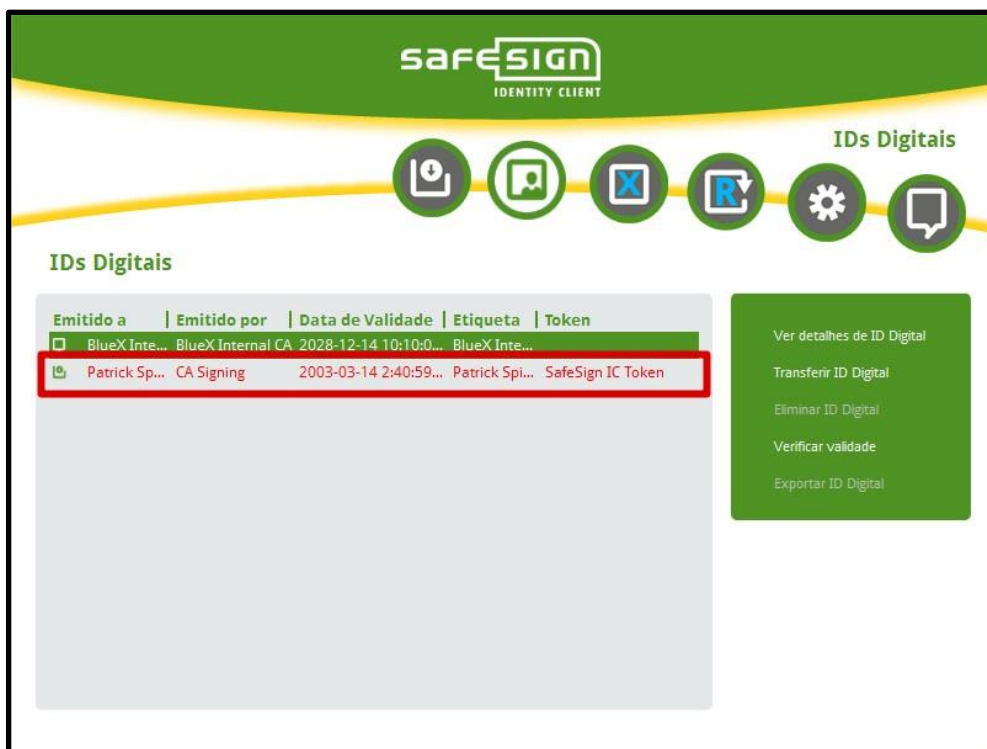 safesign
IDENTITY CLIENT
IDs Digitais
X
R
IDs Digitais
Emitido a | Emitido por | Data de Validade | Etiqueta | Token
BlueX Inte... BlueX Internal CA 2028-12-14 10:10:0... BlueX Inte...
Patrick Sp... CA Signing 2003-03-14 2:40:59... Patrick Spi... SafeSign IC Token
Ver detalhes de ID Digital
Transferir ID Digital
Eliminar ID Digital
Verificar validade
Exportar ID Digital